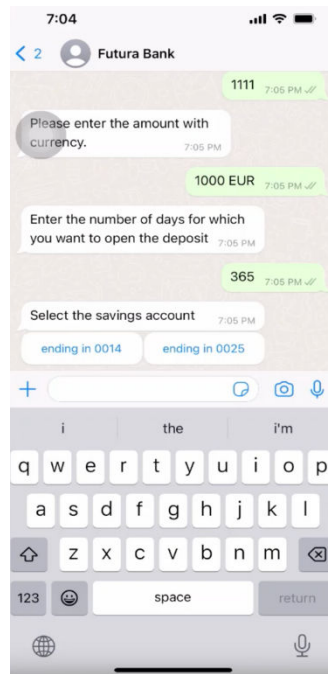 7:04
2 Futura Bank
1111 7:05 PM
Please enter the amount with
currency. 7:05 PM
1000 EUR 7:05 PM
Enter the number of days for which
you want to open the deposit 7:05 PM
365 7:05 PM
Select the savings account 7:05 PM
ending in 0014 ending in 0025
i the i'm
q w e r t y u i o p
a s d f g h j k l
z x c v b n m
123 space return